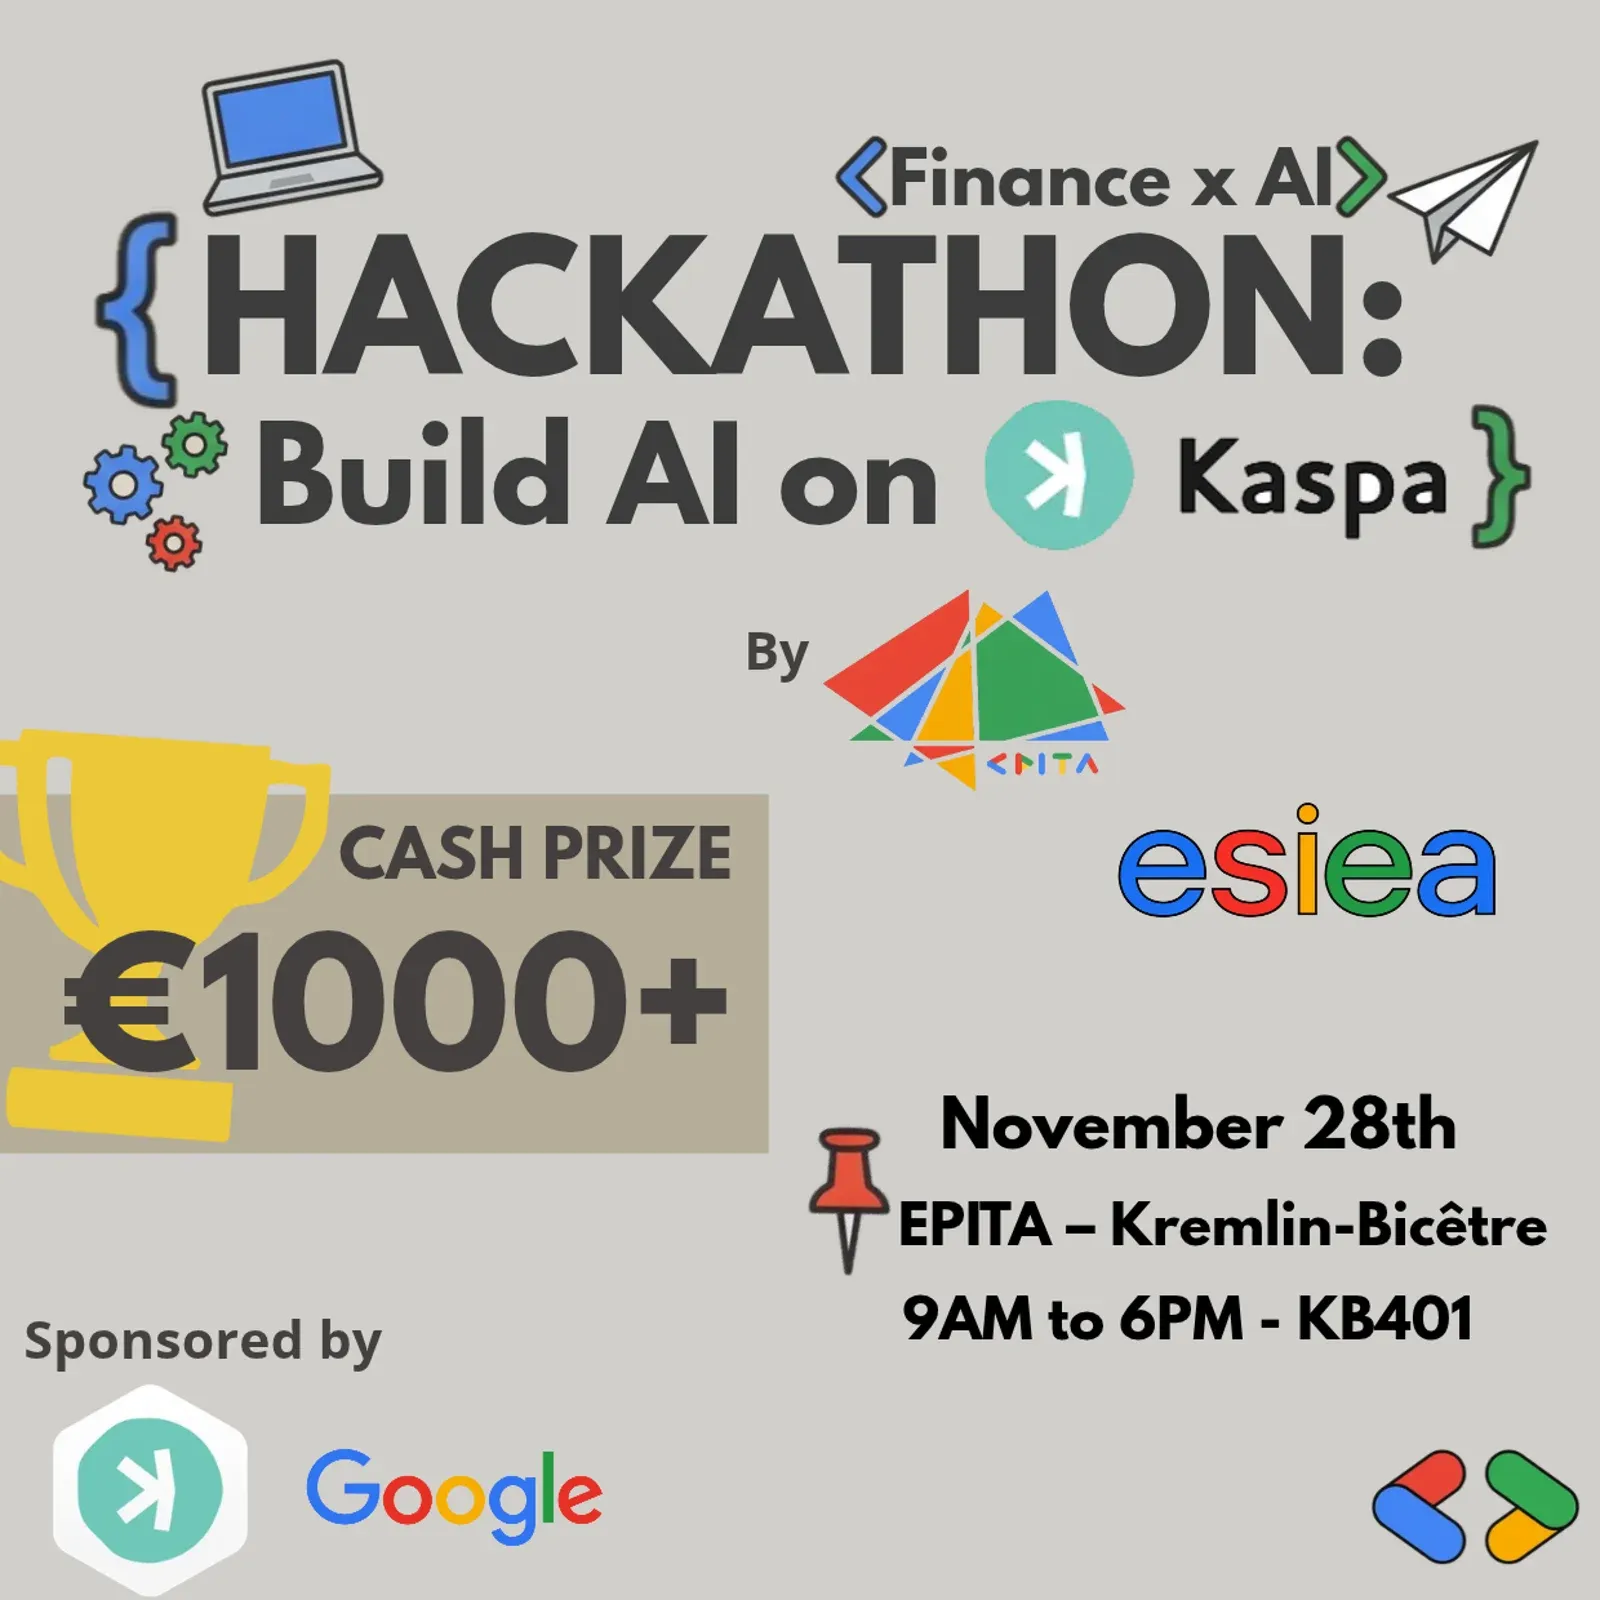 <Finance x AI>
{HACKATHON:
Build AI on Kaspa}
By
EPITA
esiea
CASH PRIZE
€1000+
November 28th
EPITA – Kremlin-Bicêtre
9AM to 6PM - KB401
Sponsored by
Google